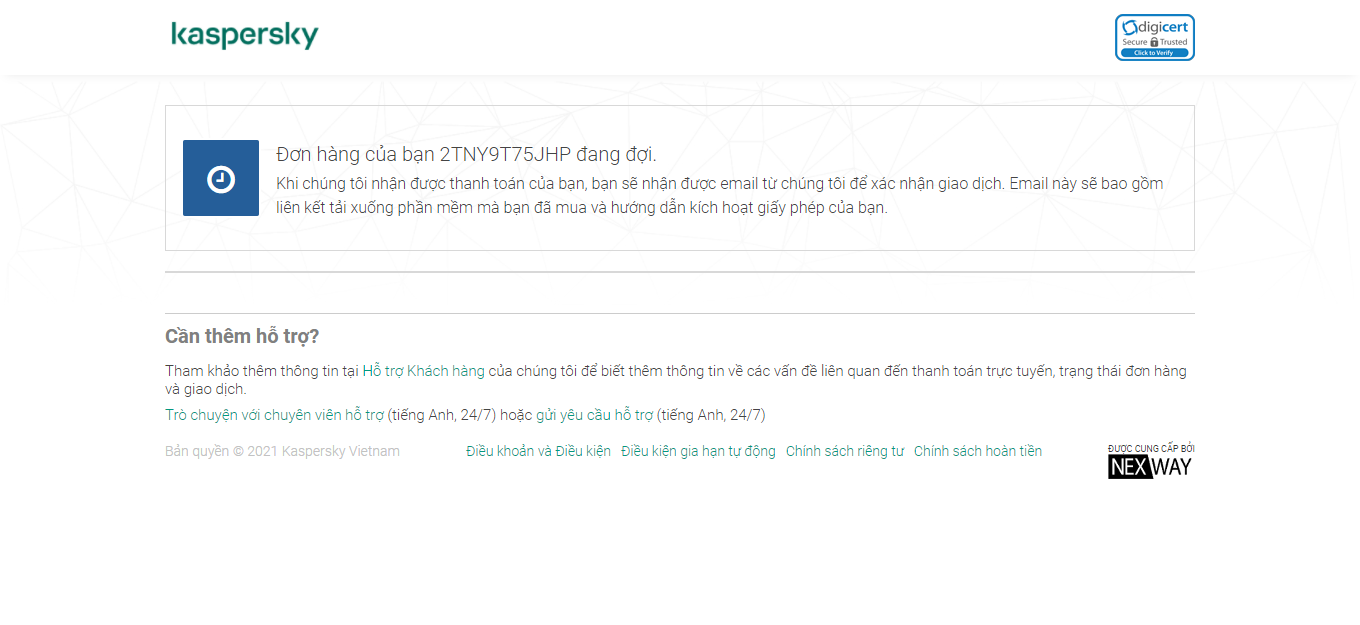 kaspersky
digicert
Secure Trusted
Click to Verify
Đơn hàng của bạn 2TNY9T75JHP đang đợi.
Khi chúng tôi nhận được thanh toán của bạn, bạn sẽ nhận được email từ chúng tôi để xác nhận giao dịch. Email này sẽ bao gồm
liên kết tải xuống phần mềm mà bạn đã mua và hướng dẫn kích hoạt giấy phép của bạn.
Cần thêm hỗ trợ?
Tham khảo thêm thông tin tại Hỗ trợ Khách hàng của chúng tôi để biết thêm thông tin về các vấn đề liên quan đến thanh toán trực tuyến, trạng thái đơn hàng
và giao dịch.
Trò chuyện với chuyên viên hỗ trợ (tiếng Anh, 24/7) hoặc gửi yêu cầu hỗ trợ (tiếng Anh, 24/7)
Bản quyền © 2021 Kaspersky Vietnam Điều khoản và Điều kiện Điều kiện gia hạn tự động Chính sách riêng tư Chính sách hoàn tiền
ĐƯỢC CUNG CẤP BỞI
NEXWAY